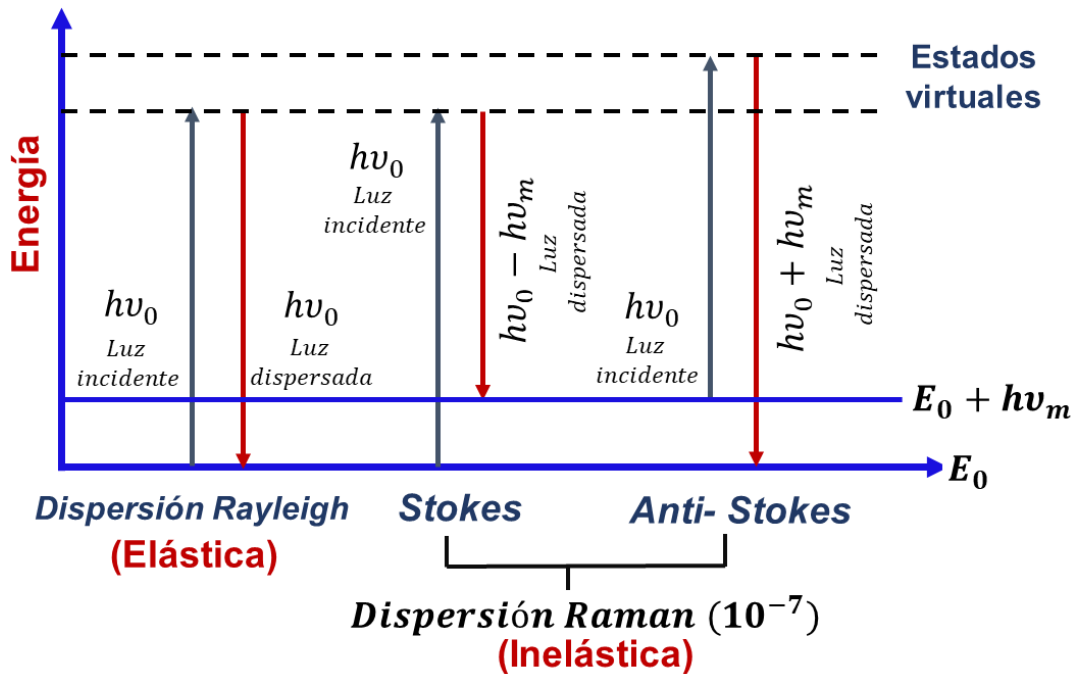 Estados
virtuales
Energía
hυ₀
Luz
incidente
hυ₀
Luz
dispersada
hυ₀
Luz
incidente
hυ₀ − hυₘ
Luz
dispersada
hυ₀
Luz
incidente
hυ₀ + hυₘ
Luz
dispersada
E₀ + hυₘ
E₀
Dispersión Rayleigh
(Elástica)
Stokes
Anti- Stokes
Dispersión Raman (10⁻⁷)
(Inelástica)